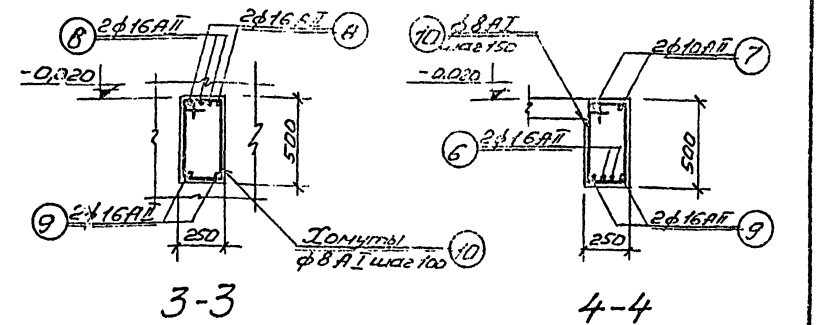 8 2ф16АII 2ф16АII 8
-0,020
500
9 2ф16АII
250
Хомуты
ф8АI шаг 100 10
3-3
10 ф8АI
шаг 150
2ф10АII 7
-0,020
6 2ф16АII
500
2ф16АII 9
250
4-4